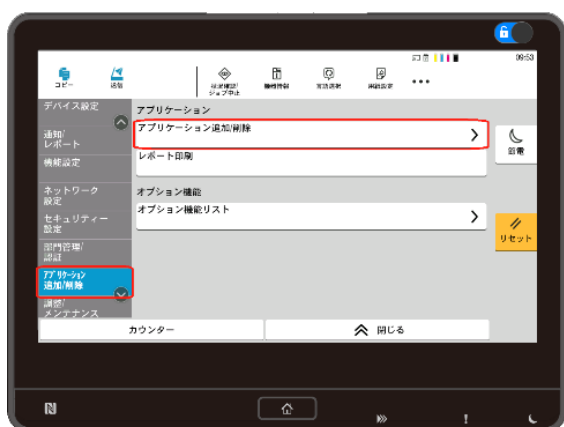 09:53
コピー
送信
状況確認/
ジョブ中止
機器情報
言語選択
用紙設定
デバイス設定
通知/
レポート
機能設定
ネットワーク
設定
セキュリティー
設定
部門管理/
認証
アプリケーション
追加/削除
調整/
メンテナンス
アプリケーション
アプリケーション追加/削除
レポート印刷
オプション機能
オプション機能リスト
節電
リセット
カウンター
閉じる